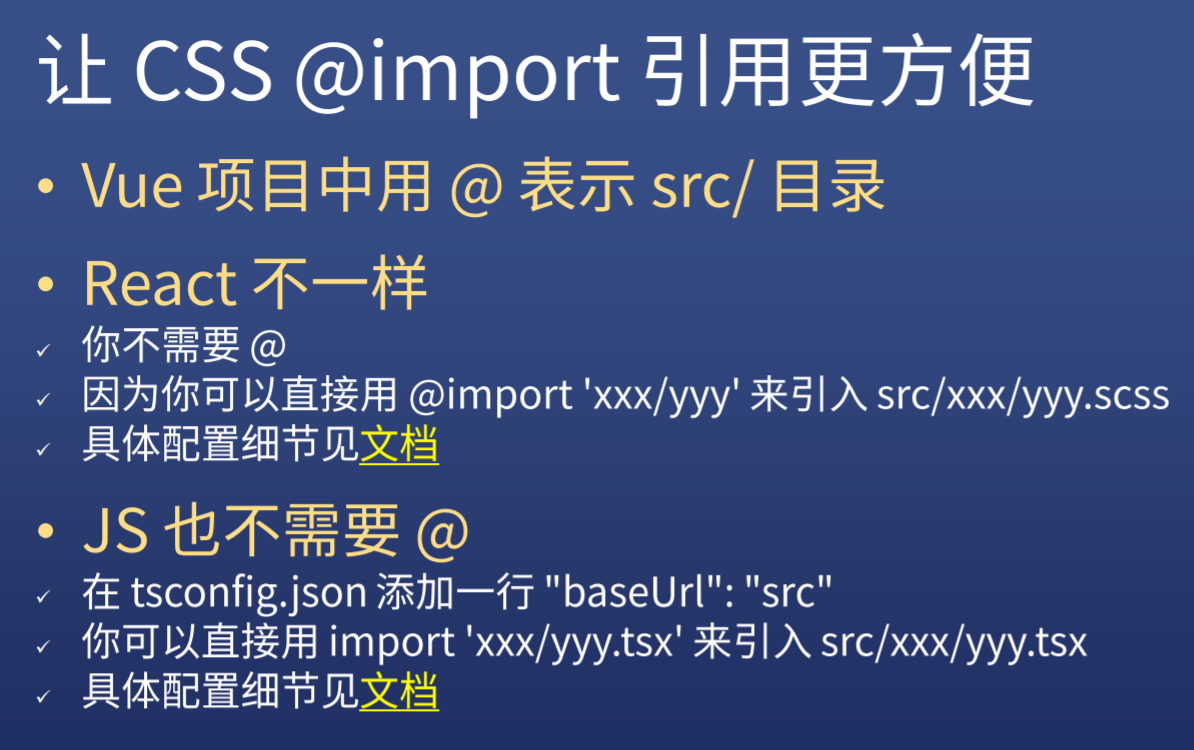 让 CSS @import 引用更方便
• Vue 项目中用 @ 表示 src/ 目录
• React 不一样
✓ 你不需要 @
✓ 因为你可以直接用 @import 'xxx/yyy' 来引入 src/xxx/yyy.scss
✓ 具体配置细节见文档
• JS 也不需要 @
✓ 在 tsconfig.json 添加一行 "baseUrl": "src"
✓ 你可以直接用 import 'xxx/yyy.tsx' 来引入 src/xxx/yyy.tsx
✓ 具体配置细节见文档